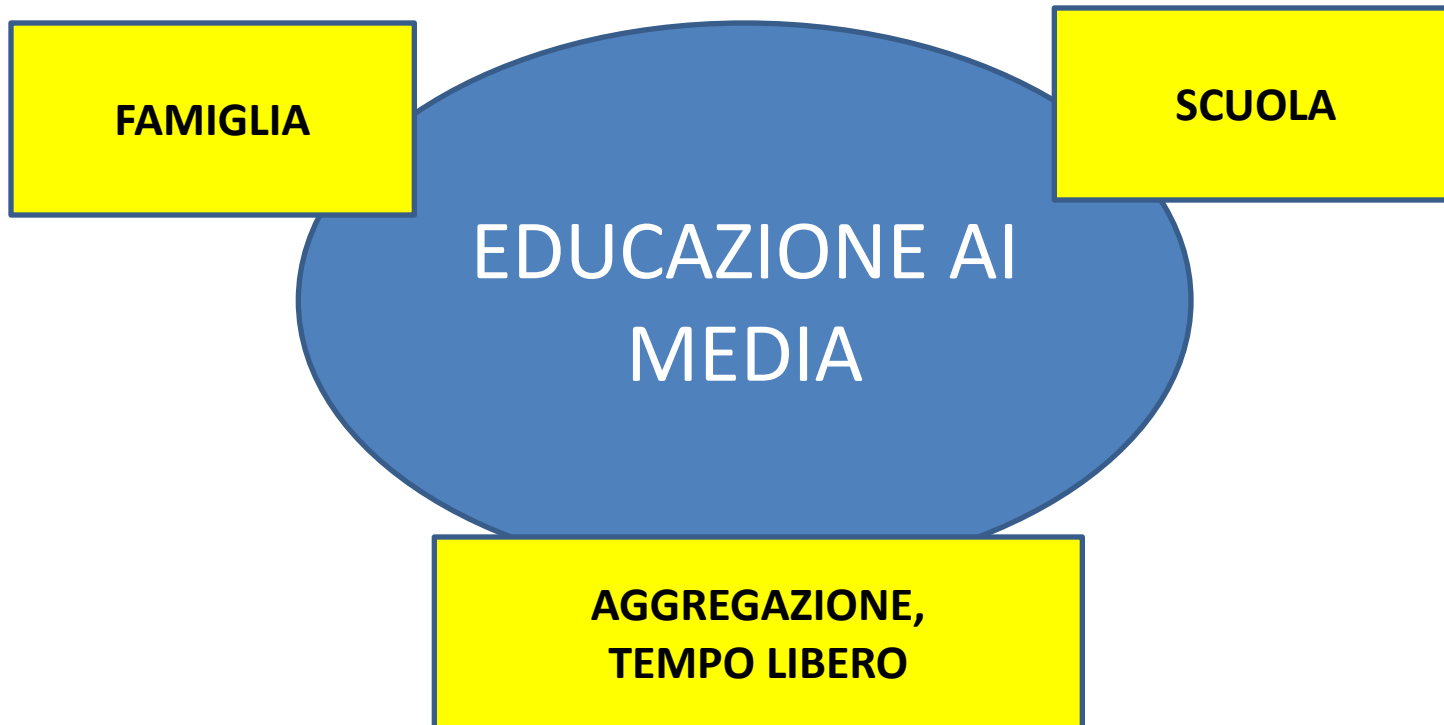 FAMIGLIA
SCUOLA
EDUCAZIONE AI
MEDIA
AGGREGAZIONE,
TEMPO LIBERO